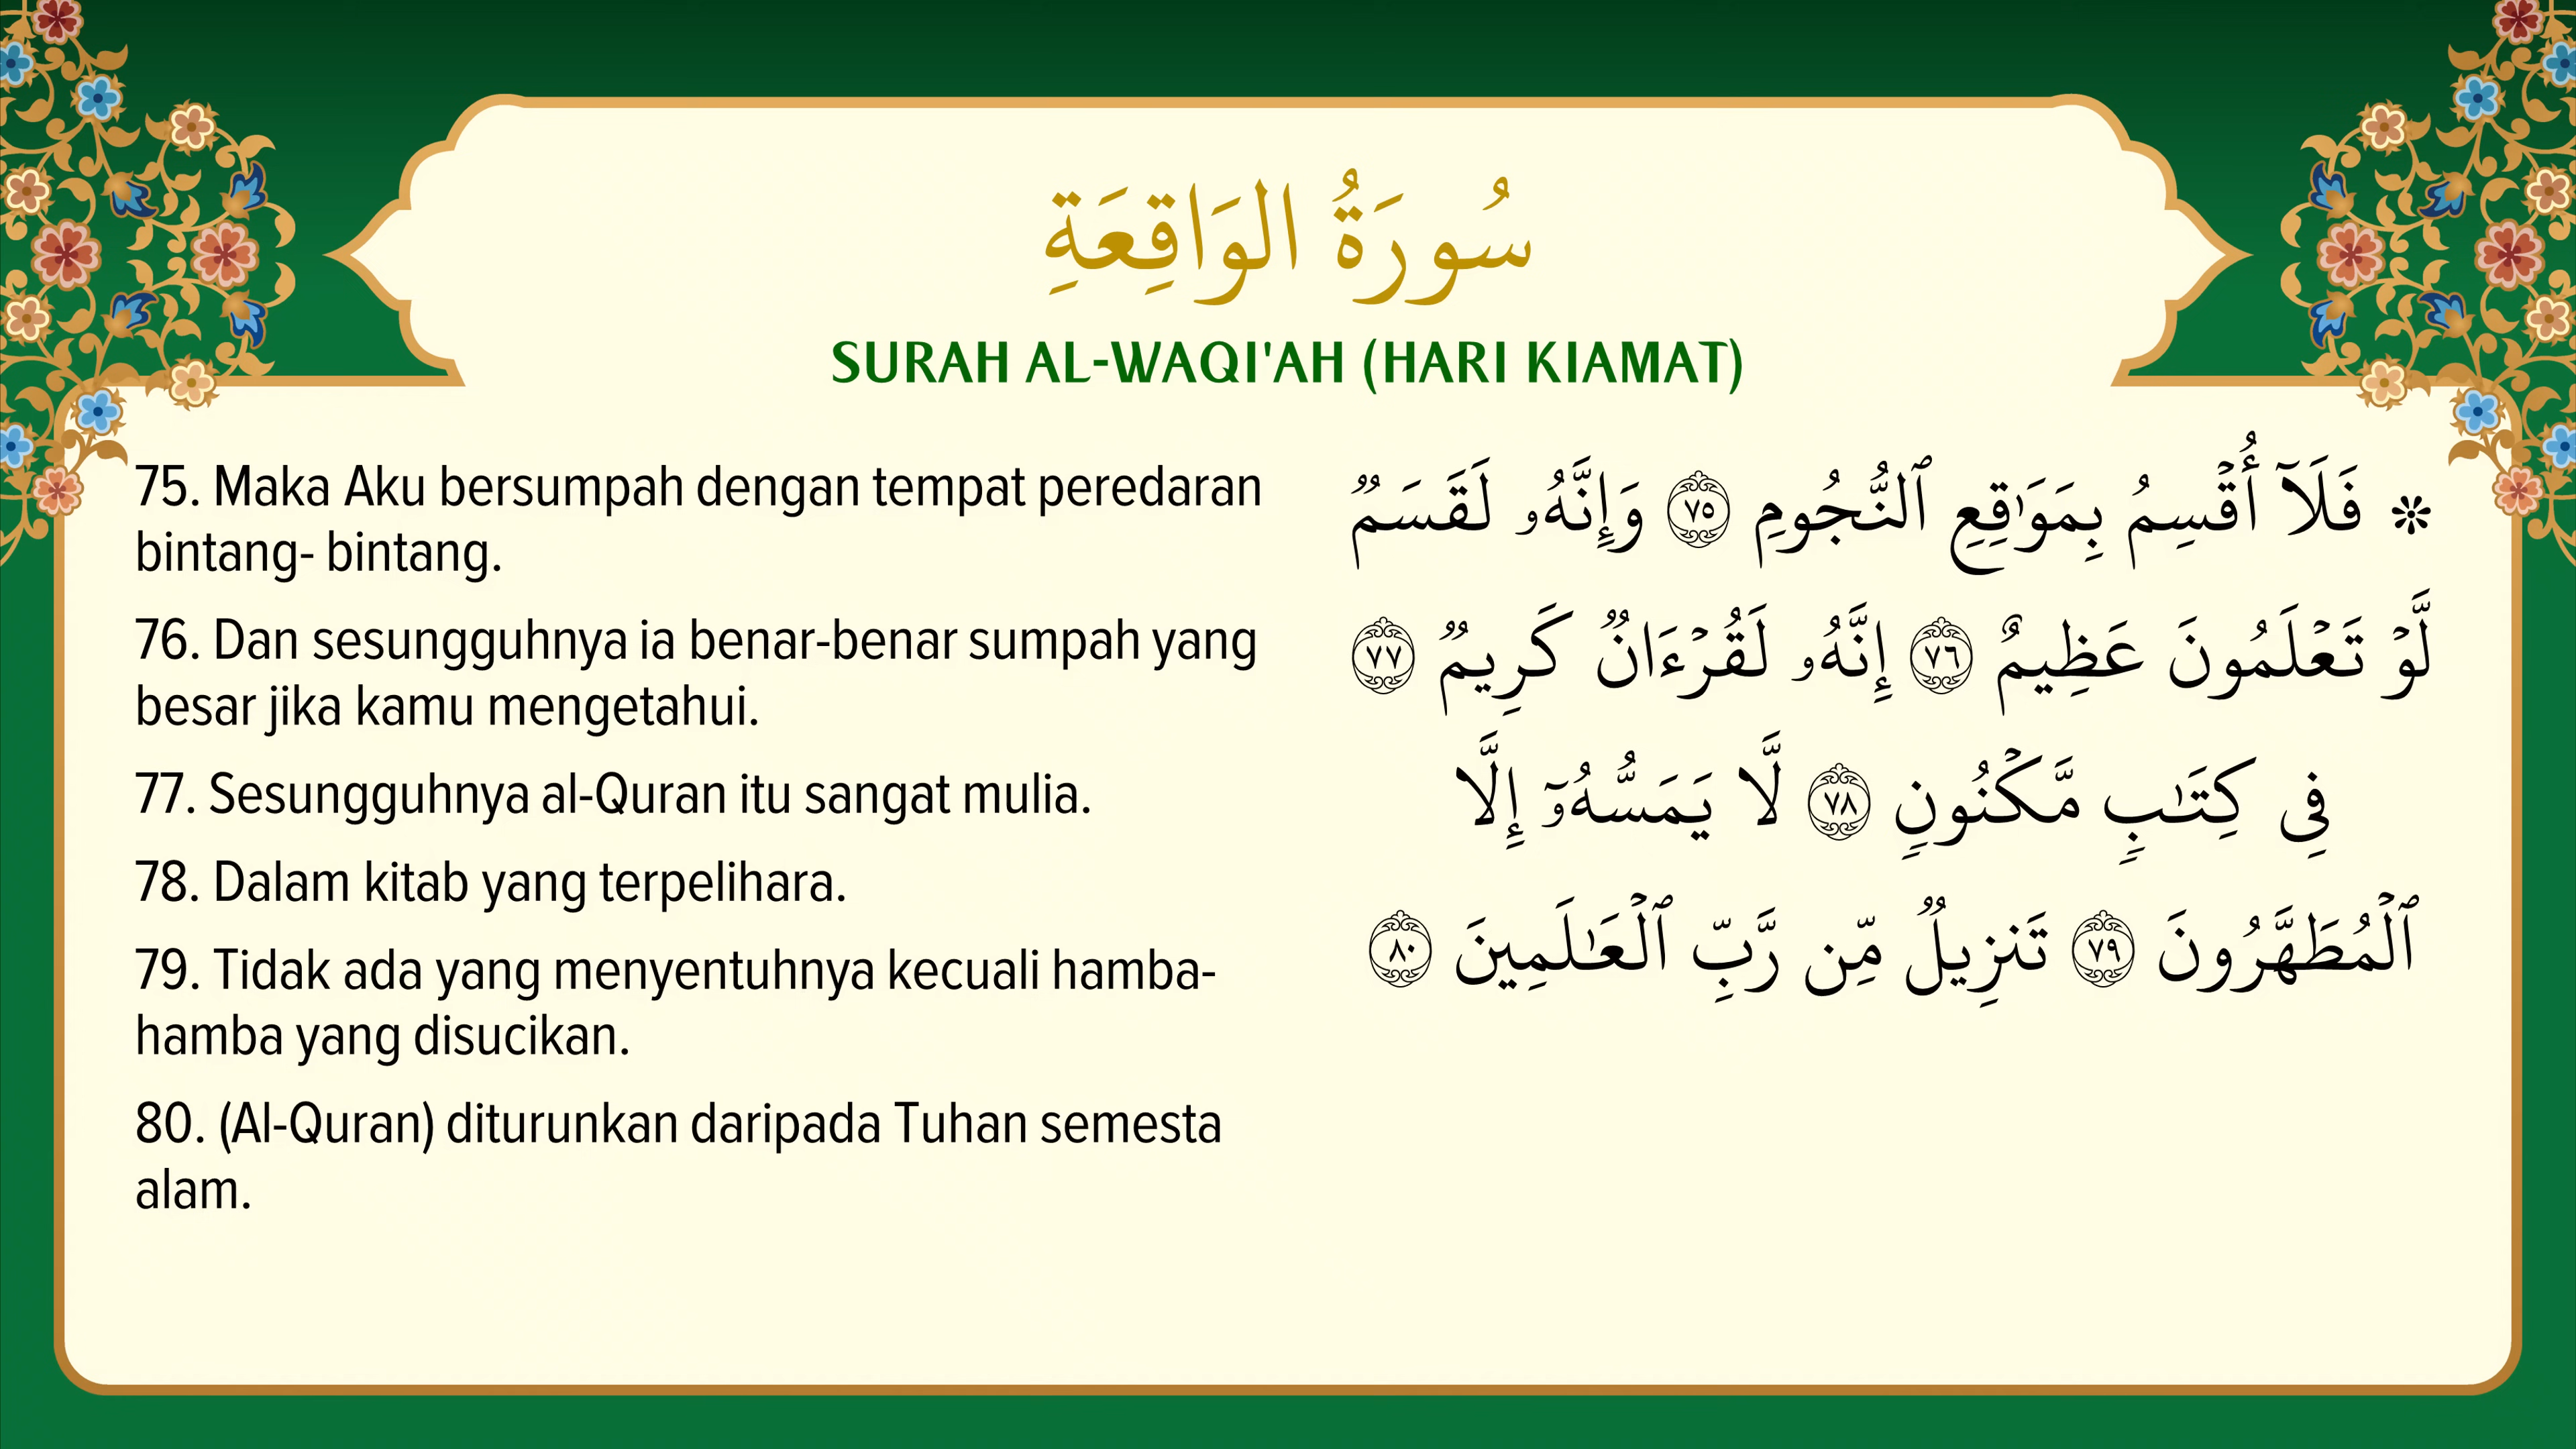 سُورَةُ الوَاقِعَةِ
SURAH AL-WAQI'AH (HARI KIAMAT)
75. Maka Aku bersumpah dengan tempat peredaran
bintang- bintang.
76. Dan sesungguhnya ia benar-benar sumpah yang
besar jika kamu mengetahui.
77. Sesungguhnya al-Quran itu sangat mulia.
78. Dalam kitab yang terpelihara.
79. Tidak ada yang menyentuhnya kecuali hamba-
hamba yang disucikan.
80. (Al-Quran) diturunkan daripada Tuhan semesta
alam.
۞ فَلَآ أُقۡسِمُ بِمَوَٰقِعِ ٱلنُّجُومِ ٧٥ وَإِنَّهُۥ لَقَسَمٞ
لَّوۡ تَعۡلَمُونَ عَظِيمٌ ٧٦ إِنَّهُۥ لَقُرۡءَانٞ كَرِيمٞ ٧٧
فِي كِتَٰبٖ مَّكۡنُونٖ ٧٨ لَّا يَمَسُّهُۥٓ إِلَّا
ٱلۡمُطَهَّرُونَ ٧٩ تَنزِيلٞ مِّن رَّبِّ ٱلۡعَٰلَمِينَ ٨٠